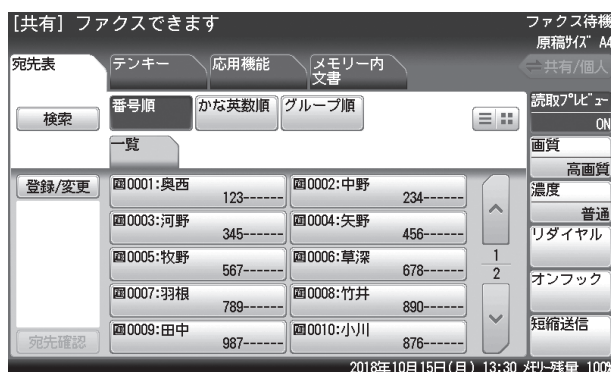 [共有] ファクスできます
ファクス待機
原稿ｻｲｽﾞ A4
宛先表
テンキー
応用機能
メモリー内
文書
共有/個人
検索
番号順
かな英数順
グループ順
一覧
読取ﾌﾟﾚﾋﾞｭｰ
ON
画質
高画質
濃度
普通
リダイヤル
オンフック
短縮送信
登録/変更
0001:奥西
123------
0002:中野
234------
0003:河野
345------
0004:矢野
456------
0005:牧野
567------
0006:草深
678------
0007:羽根
789------
0008:竹井
890------
0009:田中
987------
0010:小川
876------
1
2
宛先確認
2018年10月15日(月) 13:30 ﾒﾓﾘｰ残量 100%